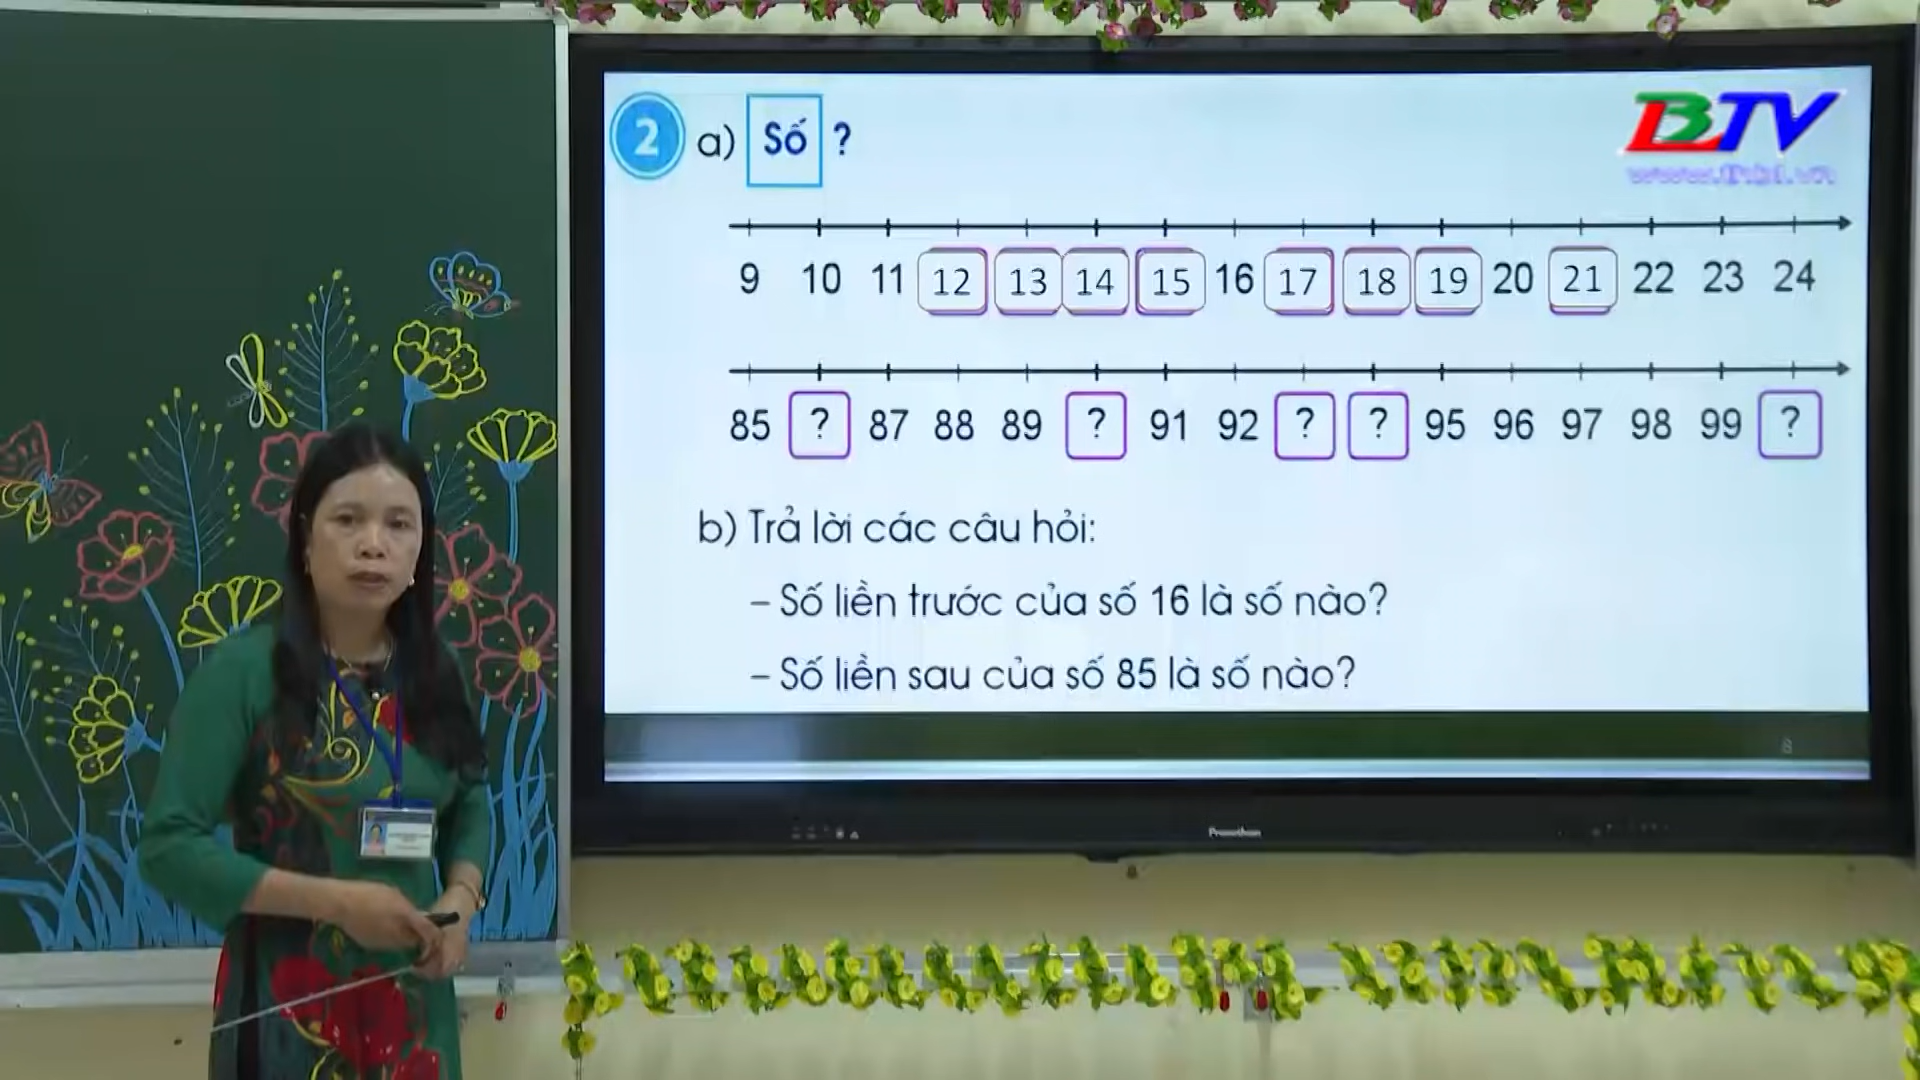 2 a) Số ?
BTV
9 10 11 12 13 14 15 16 17 18 19 20 21 22 23 24
85 ? 87 88 89 ? 91 92 ? ? 95 96 97 98 99 ?
b) Trả lời các câu hỏi:
– Số liền trước của số 16 là số nào?
– Số liền sau của số 85 là số nào?
8
Promethean